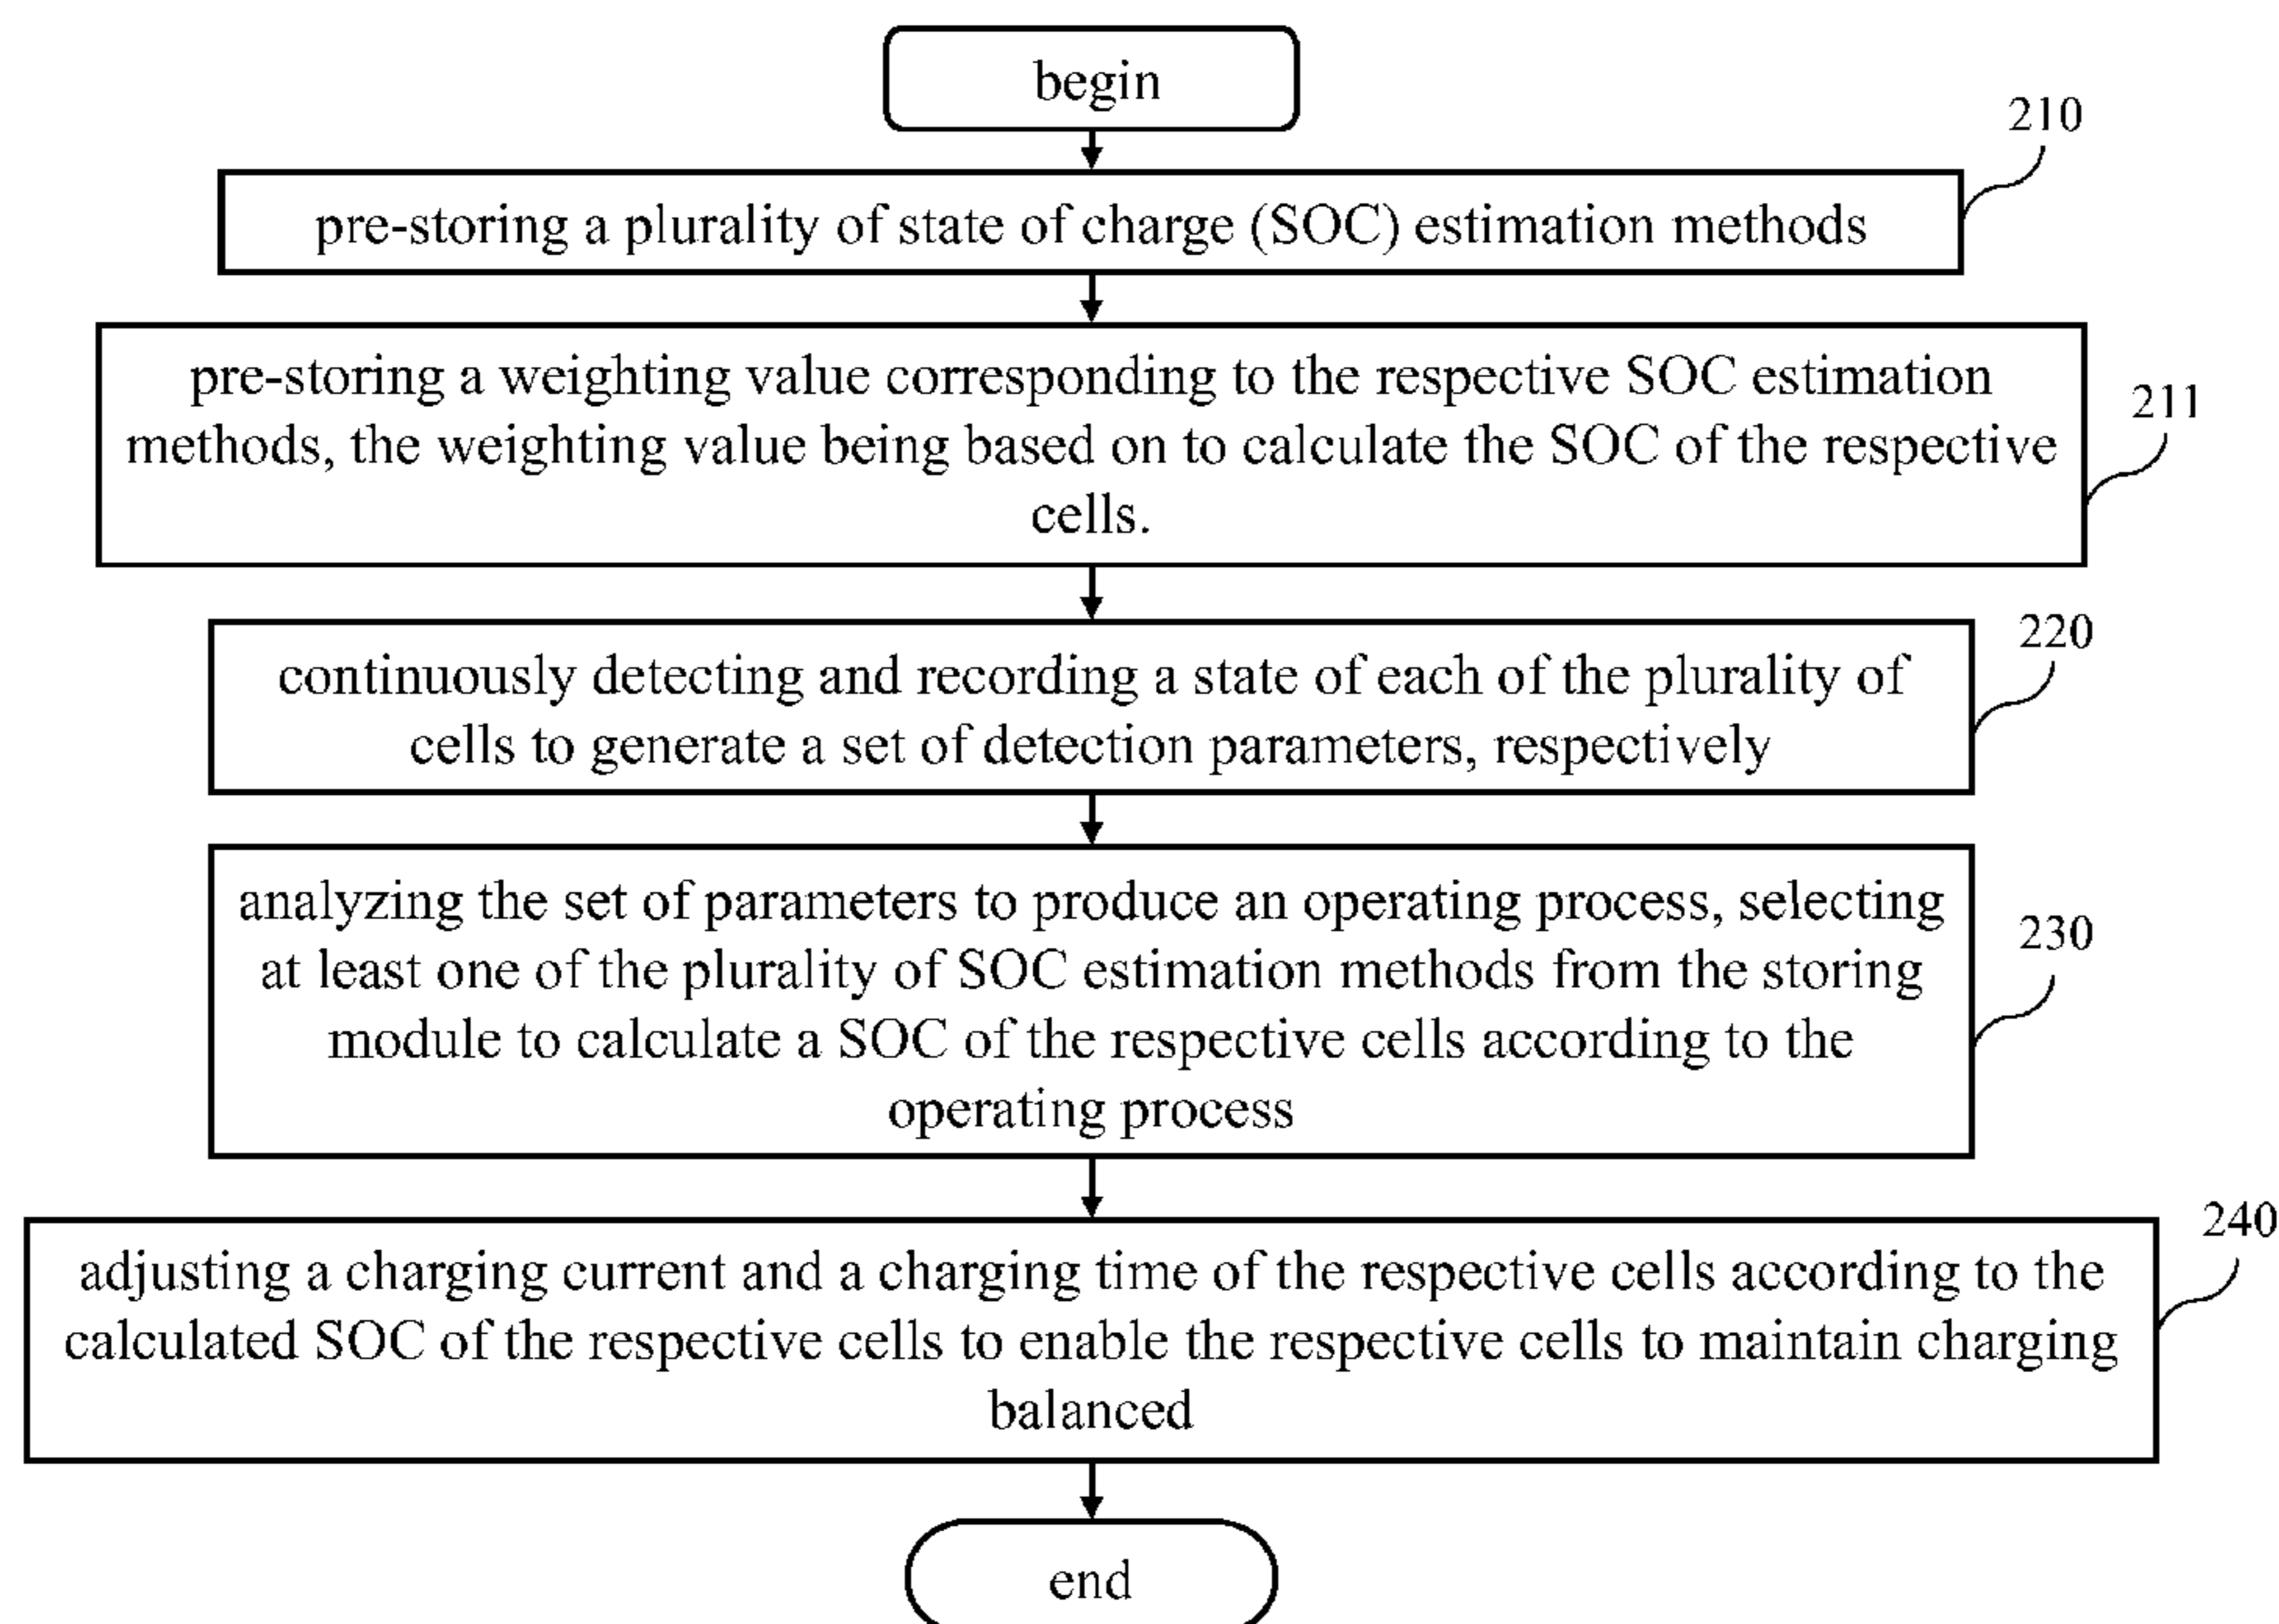 begin
210
pre-storing a plurality of state of charge (SOC) estimation methods
pre-storing a weighting value corresponding to the respective SOC estimation
211
methods, the weighting value being based on to calculate the SOC of the respective
cells.
220
continuously detecting and recording a state of each of the plurality of
cells to generate a set of detection parameters, respectively
analyzing the set of parameters to produce an operating process, selecting
230
at least one of the plurality of SOC estimation methods from the storing
module to calculate a SOC of the respective cells according to the
operating process
240
adjusting a charging current and a charging time of the respective cells according to the
calculated SOC of the respective cells to enable the respective cells to maintain charging
balanced
end